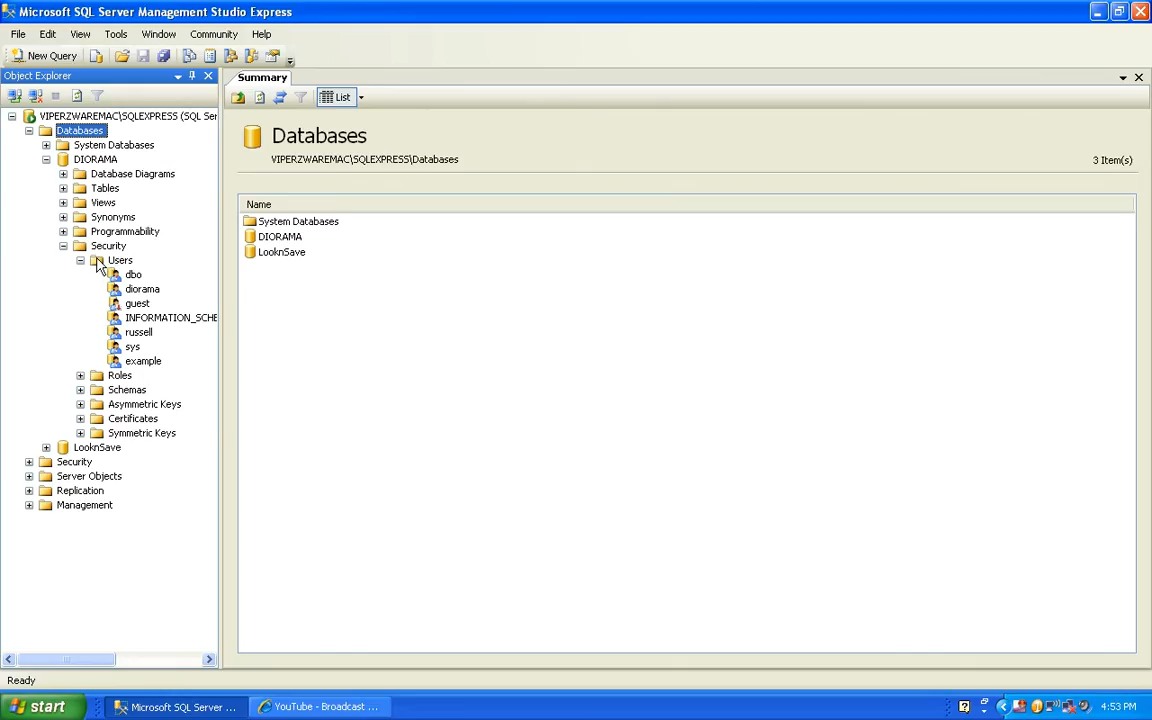 Microsoft SQL Server Management Studio Express
File Edit View Tools Window Community Help
New Query
Object Explorer
VIPERZWAREMAC\SQLEXPRESS (SQL Ser
Databases
System Databases
DIORAMA
Database Diagrams
Tables
Views
Synonyms
Programmability
Security
Users
dbo
diorama
guest
INFORMATION_SCHE
russell
sys
example
Roles
Schemas
Asymmetric Keys
Certificates
Symmetric Keys
LooknSave
Security
Server Objects
Replication
Management
Summary
List
Databases
VIPERZWAREMAC\SQLEXPRESS\Databases
3 Item(s)
Name
System Databases
DIORAMA
LooknSave
Ready
start
Microsoft SQL Server ...
YouTube - Broadcast ...
4:53 PM